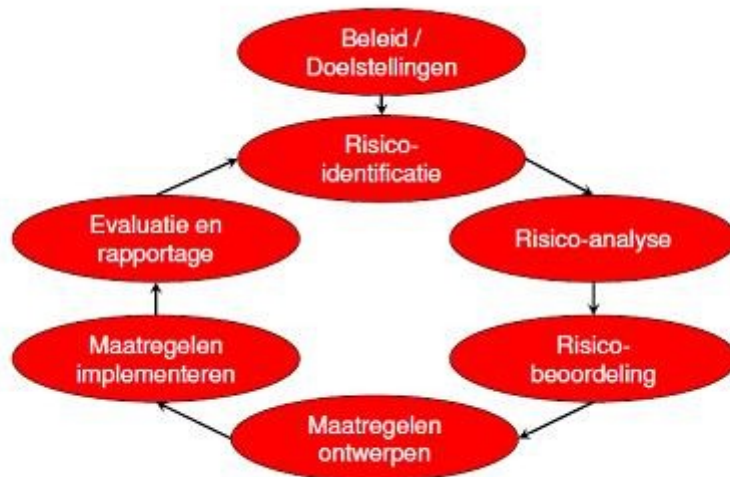 Beleid /
Doelstellingen
Risico-
identificatie
Evaluatie en
rapportage
Risico-analyse
Maatregelen
implementeren
Risico-
beoordeling
Maatregelen
ontwerpen